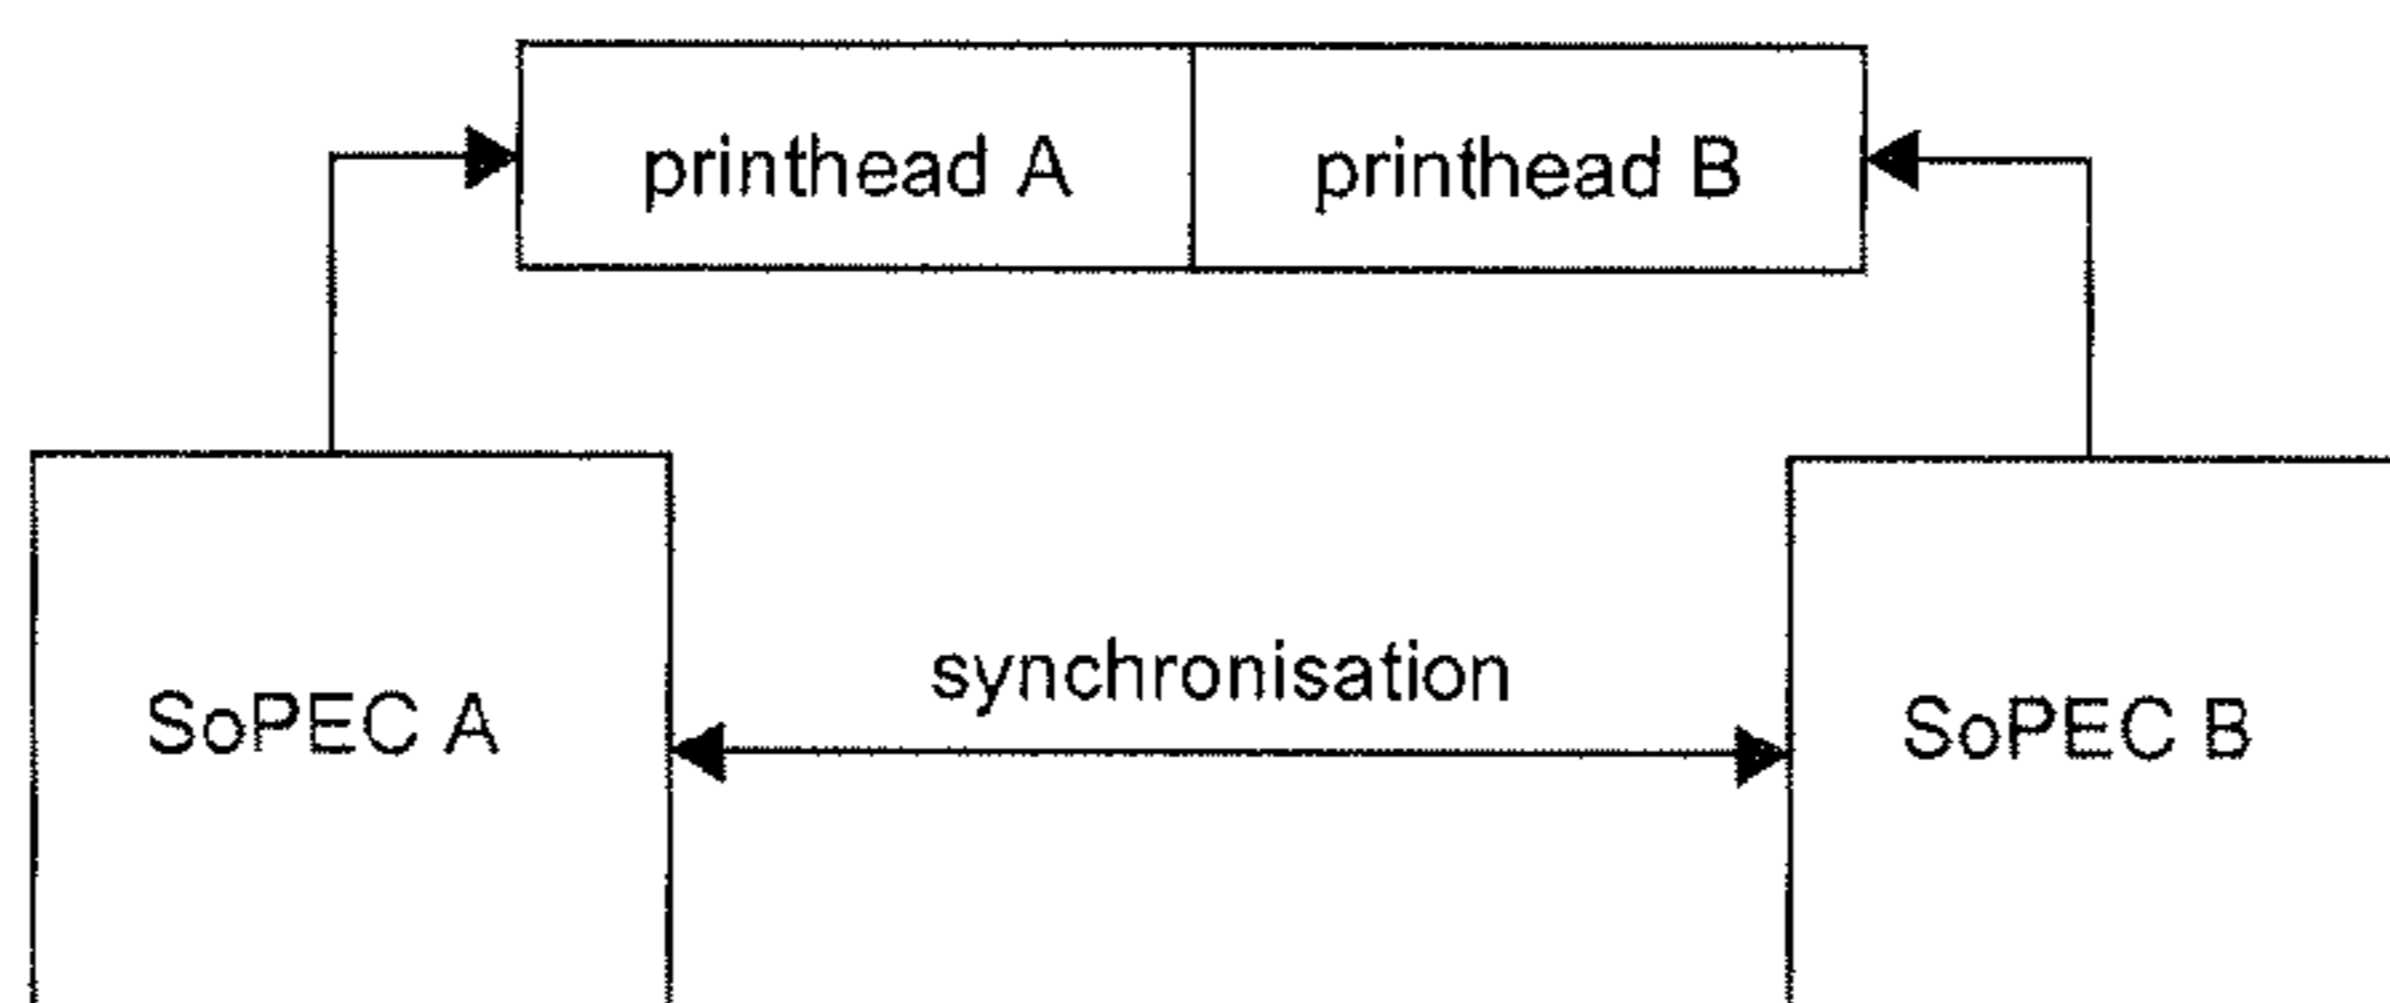 printhead A
printhead B
synchronisation
SoPEC A
SoPEC B